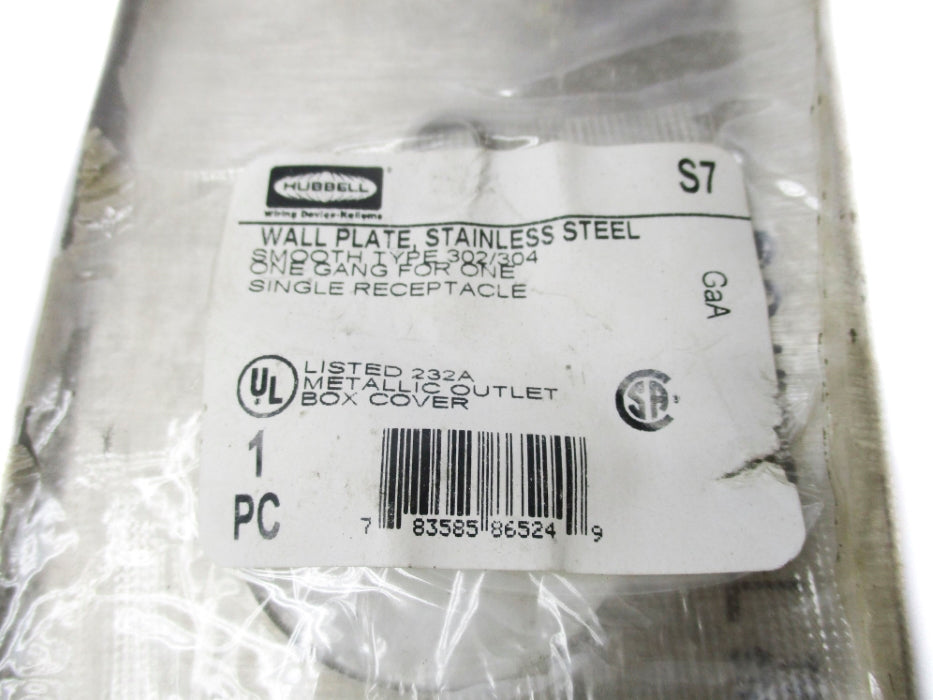 HUBBELL®
Wiring Device-Kellems
S7
WALL PLATE, STAINLESS STEEL
SMOOTH TYPE 302/304
ONE GANG FOR ONE
SINGLE RECEPTACLE
GaA
UL
LISTED 232A
METALLIC OUTLET
BOX COVER
SA®
1
PC
7 83585 86524 9